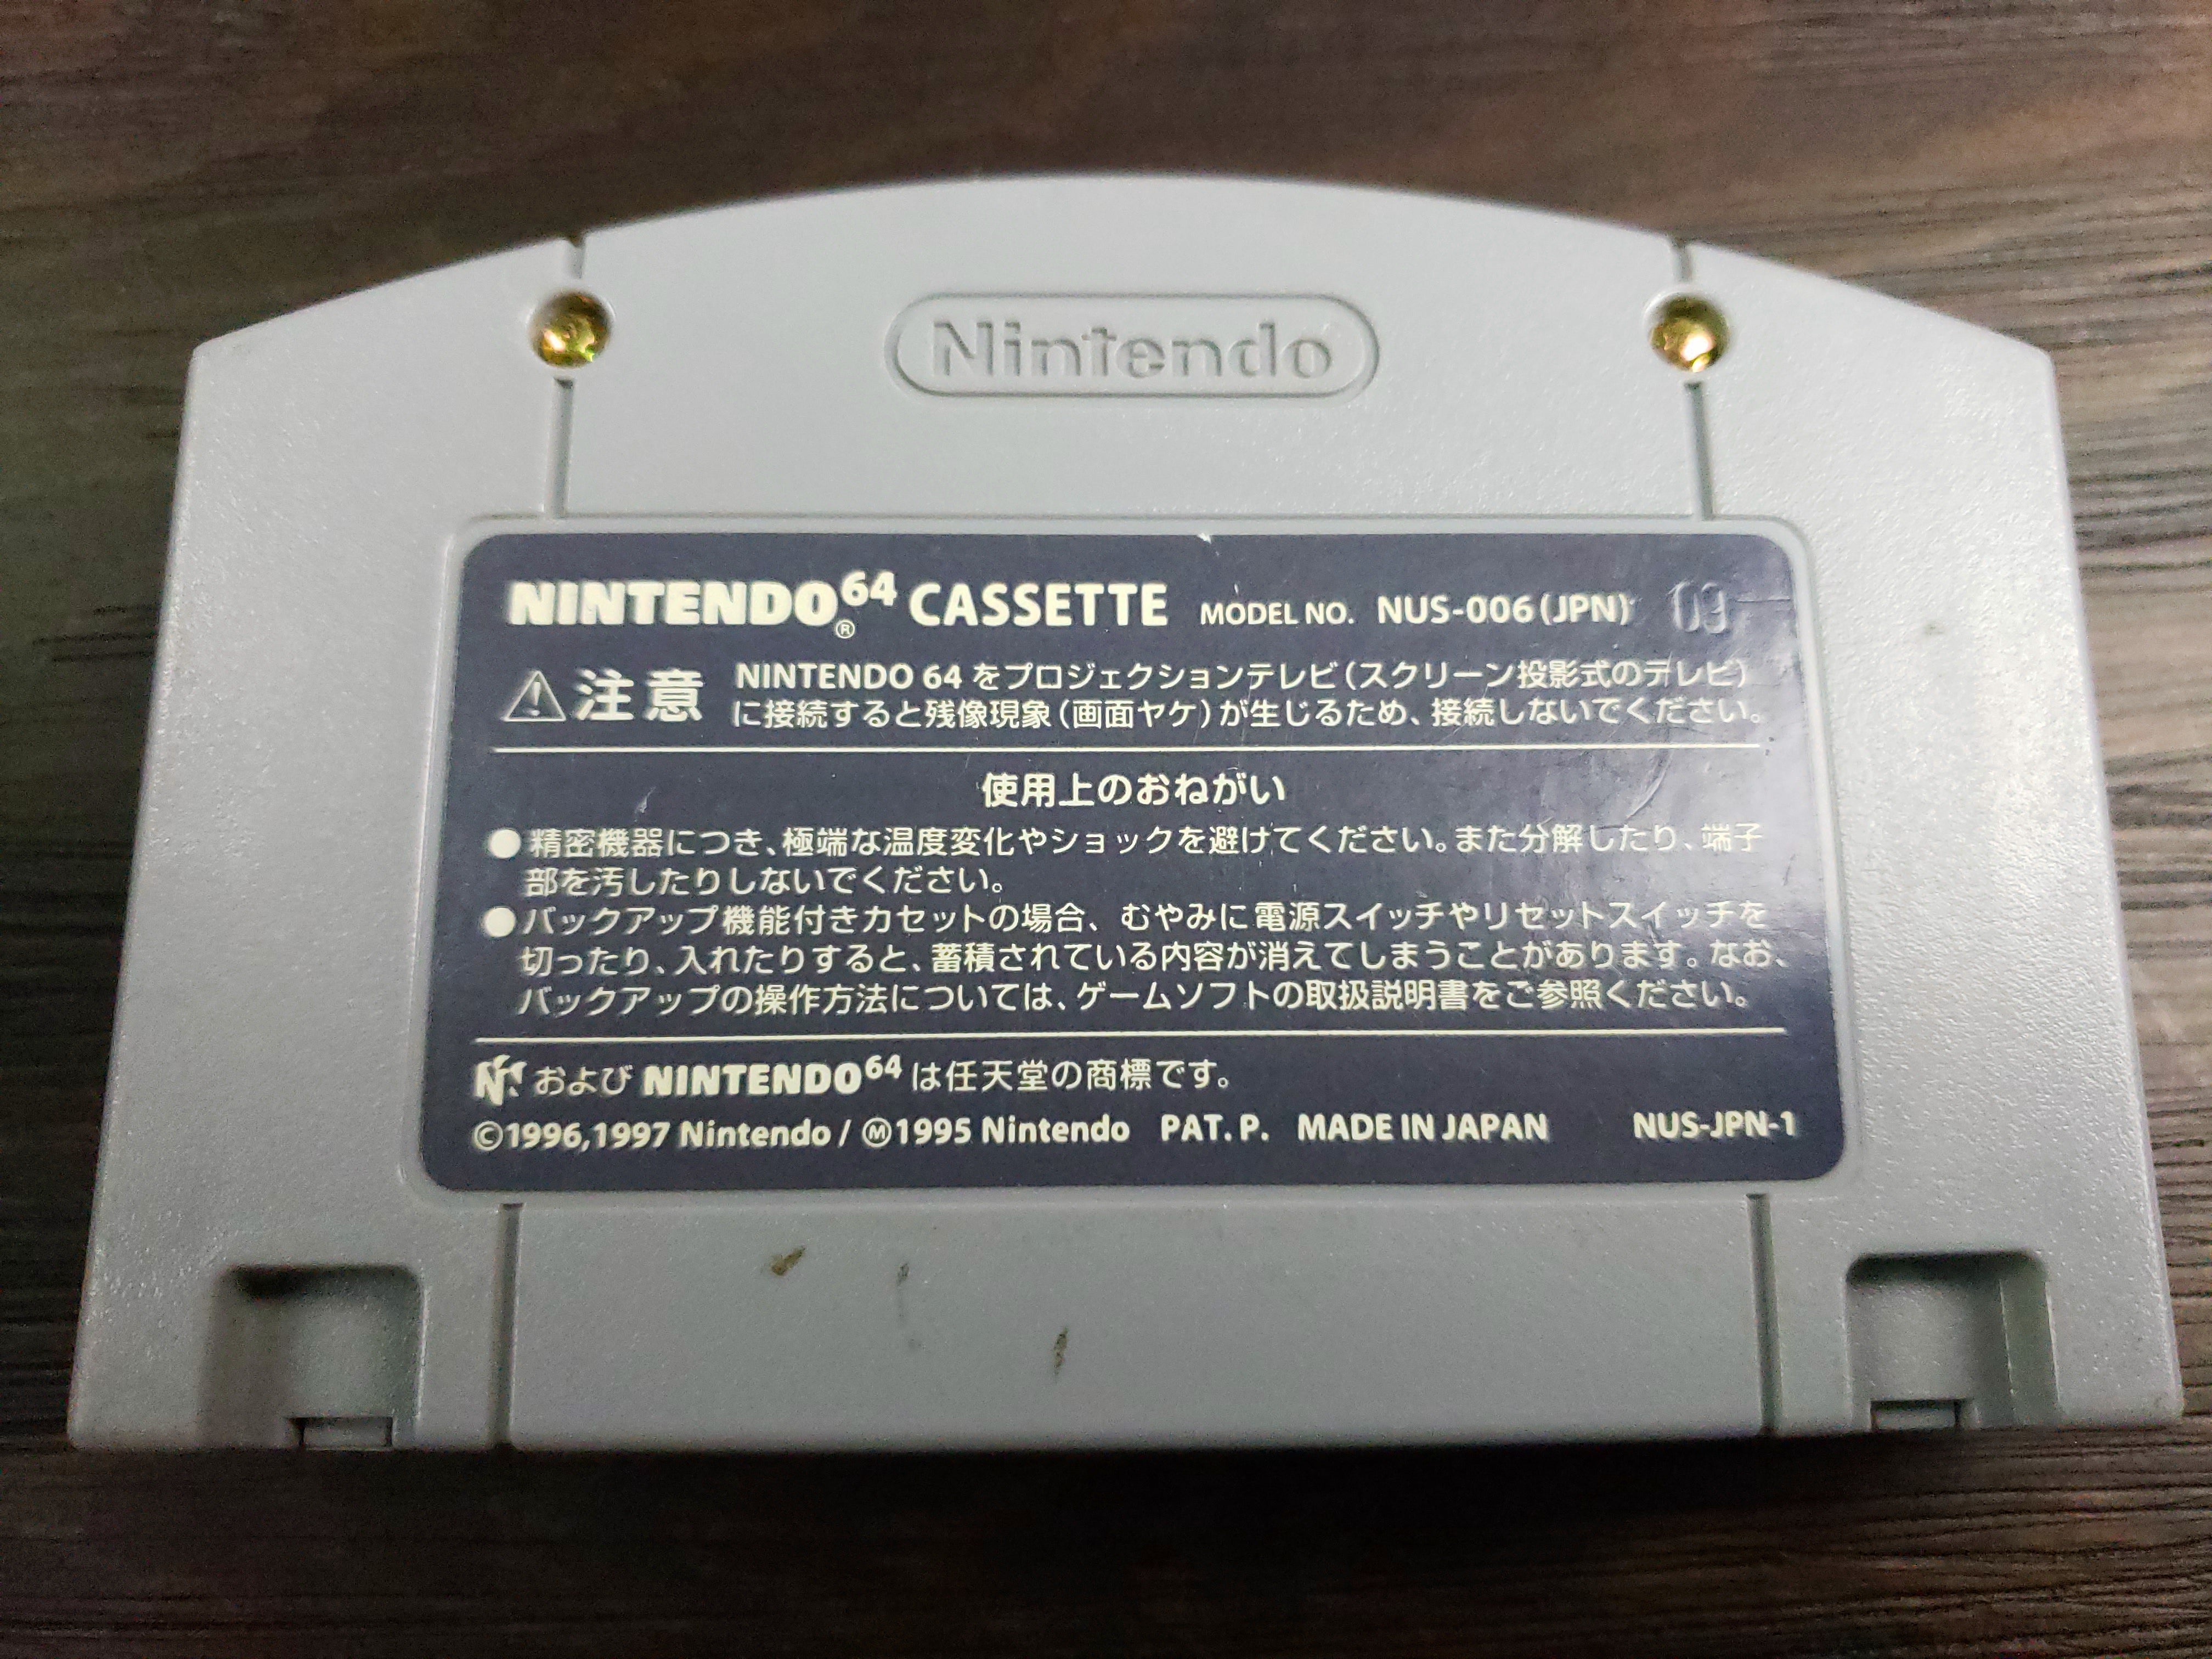 Nintendo
NINTENDO64® CASSETTE MODEL NO. NUS-006(JPN) 09
⚠注意 NINTENDO 64 をプロジェクションテレビ(スクリーン投影式のテレビ)
に接続すると残像現象(画面ヤケ)が生じるため、接続しないでください。
使用上のおねがい
●精密機器につき、極端な温度変化やショックを避けてください。また分解したり、端子
部を汚したりしないでください。
●バックアップ機能付きカセットの場合、むやみに電源スイッチやリセットスイッチを
切ったり、入れたりすると、蓄積されている内容が消えてしまうことがあります。なお、
バックアップの操作方法については、ゲームソフトの取扱説明書をご参照ください。
N および NINTENDO64 は任天堂の商標です。
©1996,1997 Nintendo / Ⓜ1995 Nintendo PAT. P. MADE IN JAPAN NUS-JPN-1